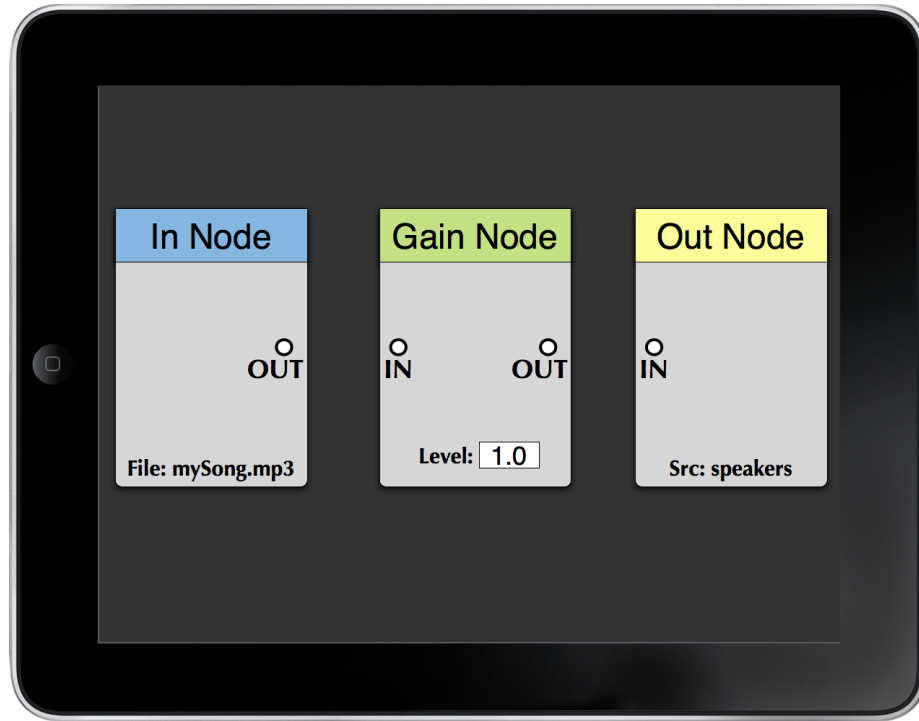 In Node
OUT
File: mySong.mp3
Gain Node
IN
OUT
Level: 1.0
Out Node
IN
Src: speakers